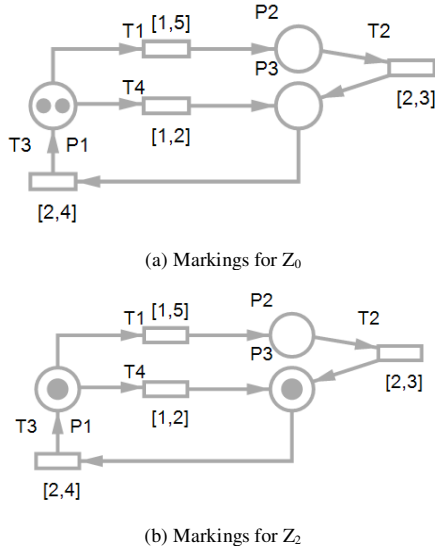 T1 [1,5] P2 T2
P3
T4
[2,3]
T3 P1 [1,2]
[2,4]
(a) Markings for Z₀
P2
T1 [1,5] T2
P3
T4
[2,3]
T3 P1 [1,2]
[2,4]
(b) Markings for Z₂